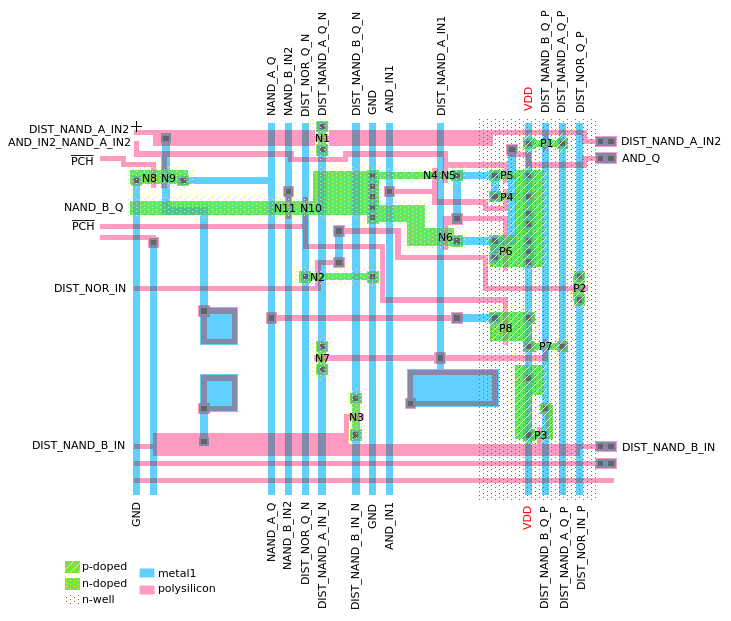 NAND_A_Q
NAND_B_IN2
DIST_NOR_Q_N
DIST_NAND_A_Q_N
DIST_NAND_B_Q_N
GND
AND_IN1
DIST_NAND_A_IN1
VDD
DIST_NAND_B_Q_P
DIST_NAND_A_Q_P
DIST_NOR_Q_P
DIST_NAND_A_IN2
AND_IN2_NAND_A_IN2
PCH
NAND_B_Q
PCH
DIST_NOR_IN
DIST_NAND_B_IN
N1
P1
DIST_NAND_A_IN2
AND_Q
N8 N9
N4 N5
P5
P4
N11 N10
N6
P6
N2
P2
P8
N7
P7
N3
P3
DIST_NAND_B_IN
GND
NAND_A_Q
NAND_B_IN2
DIST_NOR_Q_N
DIST_NAND_A_IN_N
DIST_NAND_B_IN_N
GND
AND_IN1
VDD
DIST_NAND_B_Q_P
DIST_NAND_A_Q_P
DIST_NOR_IN_P
p-doped
n-doped
n-well
metal1
polysilicon